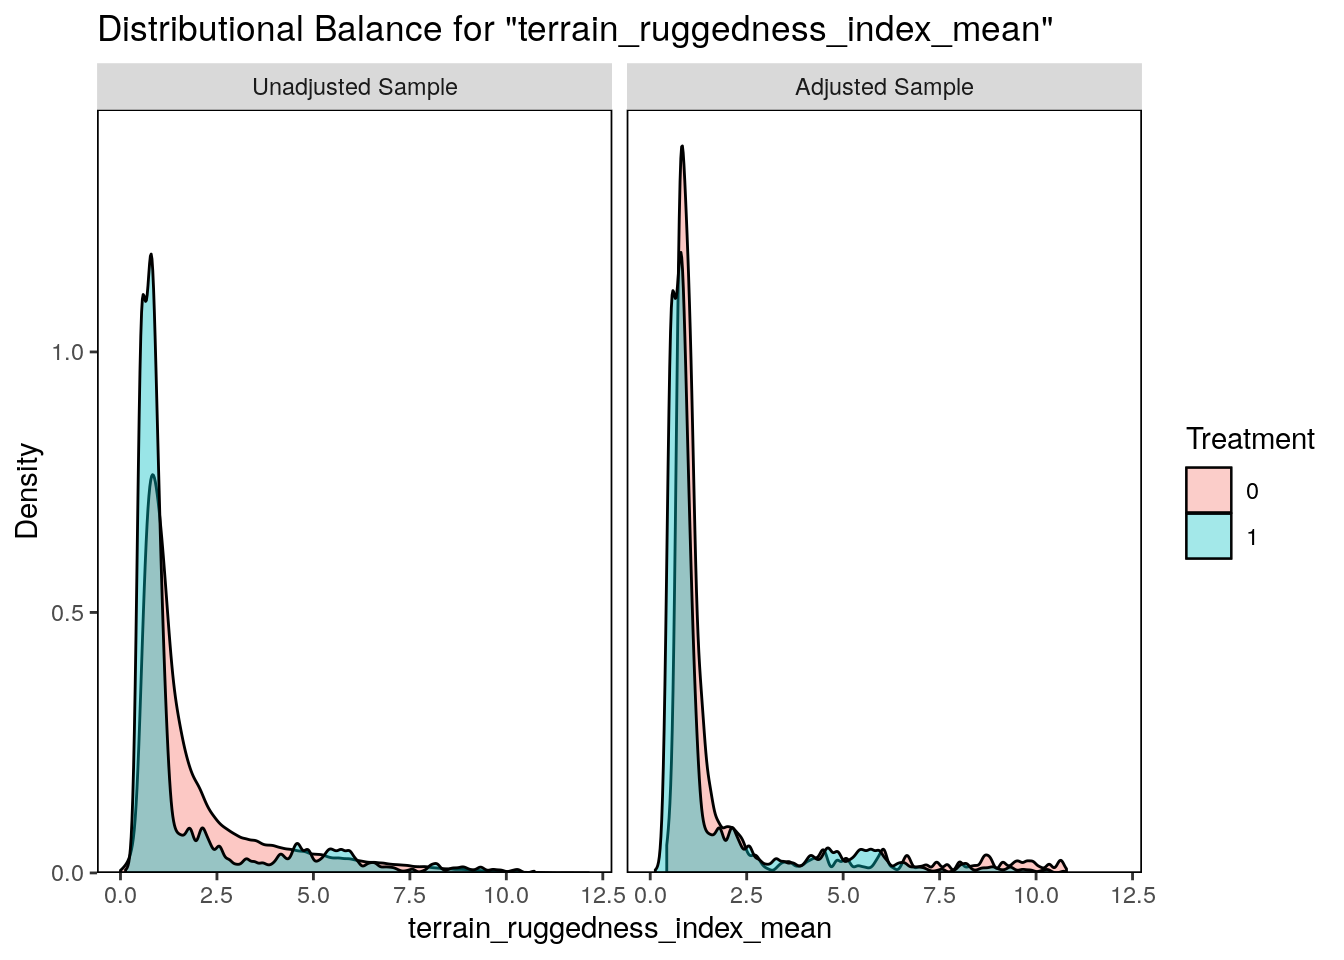 Distributional Balance for "terrain_ruggedness_index_mean"
Unadjusted Sample
Adjusted Sample
Density
1.0
0.5
0.0
0.0 2.5 5.0 7.5 10.0 12.5
0.0 2.5 5.0 7.5 10.0 12.5
terrain_ruggedness_index_mean
Treatment
0
1